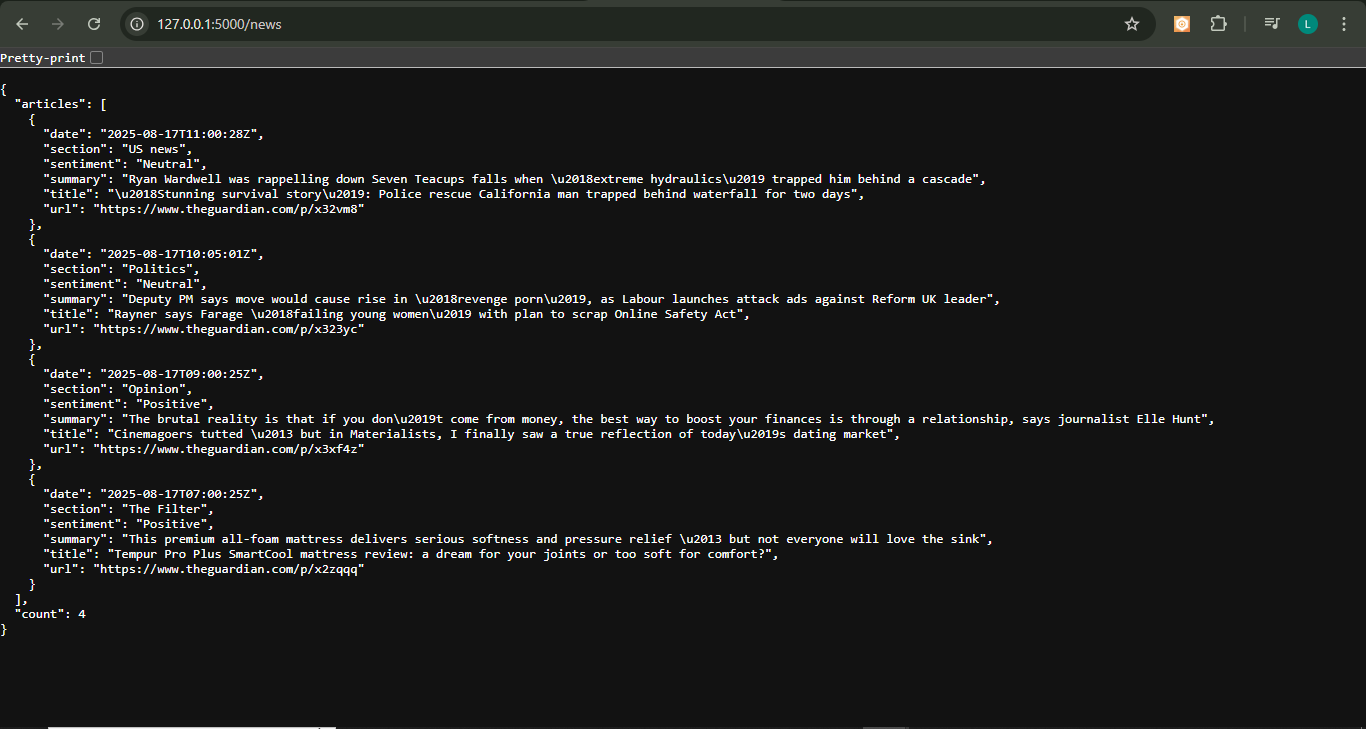 127.0.0.1:5000/news
L
Pretty-print
{
  "articles": [
    {
      "date": "2025-08-17T11:00:28Z",
      "section": "US news",
      "sentiment": "Neutral",
      "summary": "Ryan Wardwell was rappelling down Seven Teacups falls when \u2018extreme hydraulics\u2019 trapped him behind a cascade",
      "title": "\u2018Stunning survival story\u2019: Police rescue California man trapped behind waterfall for two days",
      "url": "https://www.theguardian.com/p/x32vm8"
    },
    {
      "date": "2025-08-17T10:05:01Z",
      "section": "Politics",
      "sentiment": "Neutral",
      "summary": "Deputy PM says move would cause rise in \u2018revenge porn\u2019, as Labour launches attack ads against Reform UK leader",
      "title": "Rayner says Farage \u2018failing young women\u2019 with plan to scrap Online Safety Act",
      "url": "https://www.theguardian.com/p/x323yc"
    },
    {
      "date": "2025-08-17T09:00:25Z",
      "section": "Opinion",
      "sentiment": "Positive",
      "summary": "The brutal reality is that if you don\u2019t come from money, the best way to boost your finances is through a relationship, says journalist Elle Hunt",
      "title": "Cinemagoers tutted \u2013 but in Materialists, I finally saw a true reflection of today\u2019s dating market",
      "url": "https://www.theguardian.com/p/x3xf4z"
    },
    {
      "date": "2025-08-17T07:00:25Z",
      "section": "The Filter",
      "sentiment": "Positive",
      "summary": "This premium all-foam mattress delivers serious softness and pressure relief \u2013 but not everyone will love the sink",
      "title": "Tempur Pro Plus SmartCool mattress review: a dream for your joints or too soft for comfort?",
      "url": "https://www.theguardian.com/p/x2zqqq"
    }
  ],
  "count": 4
}